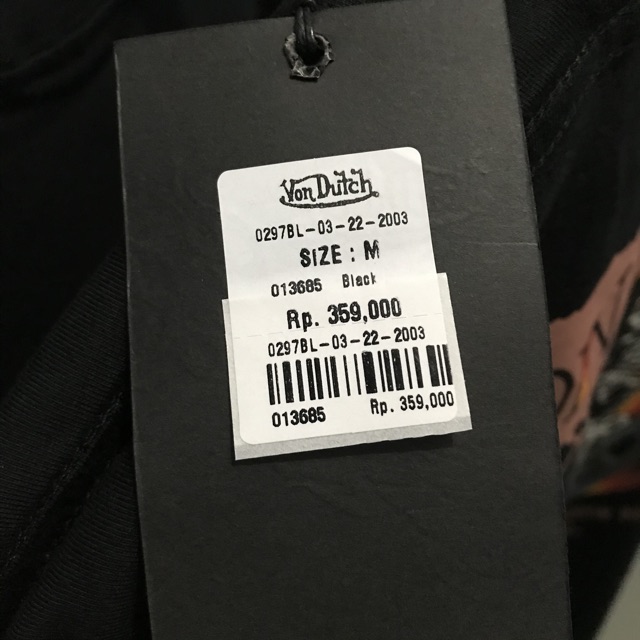 Von Dutch
0297BL-03-22-2003
SIZE : M
013685 Black
Rp. 359,000
0297BL-03-22-2003
013685 Rp. 359,000